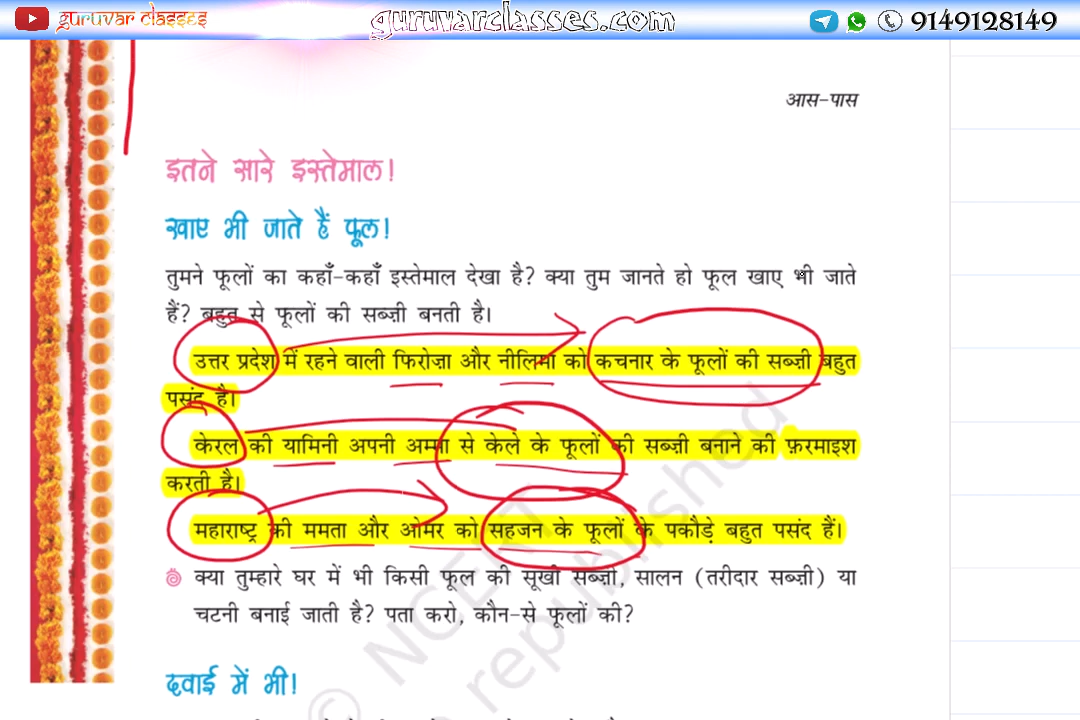 guruvar classes
guruvarclasses.com
9149128149
आस-पास
इतने सारे इस्तेमाल!
खाए भी जाते हैं फूल!
तुमने फूलों का कहाँ-कहाँ इस्तेमाल देखा है? क्या तुम जानते हो फूल खाए भी जाते
हैं? बहुत से फूलों की सब्ज़ी बनती है।
उत्तर प्रदेश में रहने वाली फिरोज़ा और नीलिमा को कचनार के फूलों की सब्ज़ी बहुत
पसंद है।
केरल की यामिनी अपनी अम्मा से केले के फूलों की सब्ज़ी बनाने की फ़रमाइश
करती है।
महाराष्ट्र की ममता और ओमर को सहजन के फूलों के पकौड़े बहुत पसंद हैं।
क्या तुम्हारे घर में भी किसी फूल की सूखी सब्ज़ी, सालन (तरीदार सब्ज़ी) या
चटनी बनाई जाती है? पता करो, कौन-से फूलों की?
© NCERT
republished
दवाई में भी!